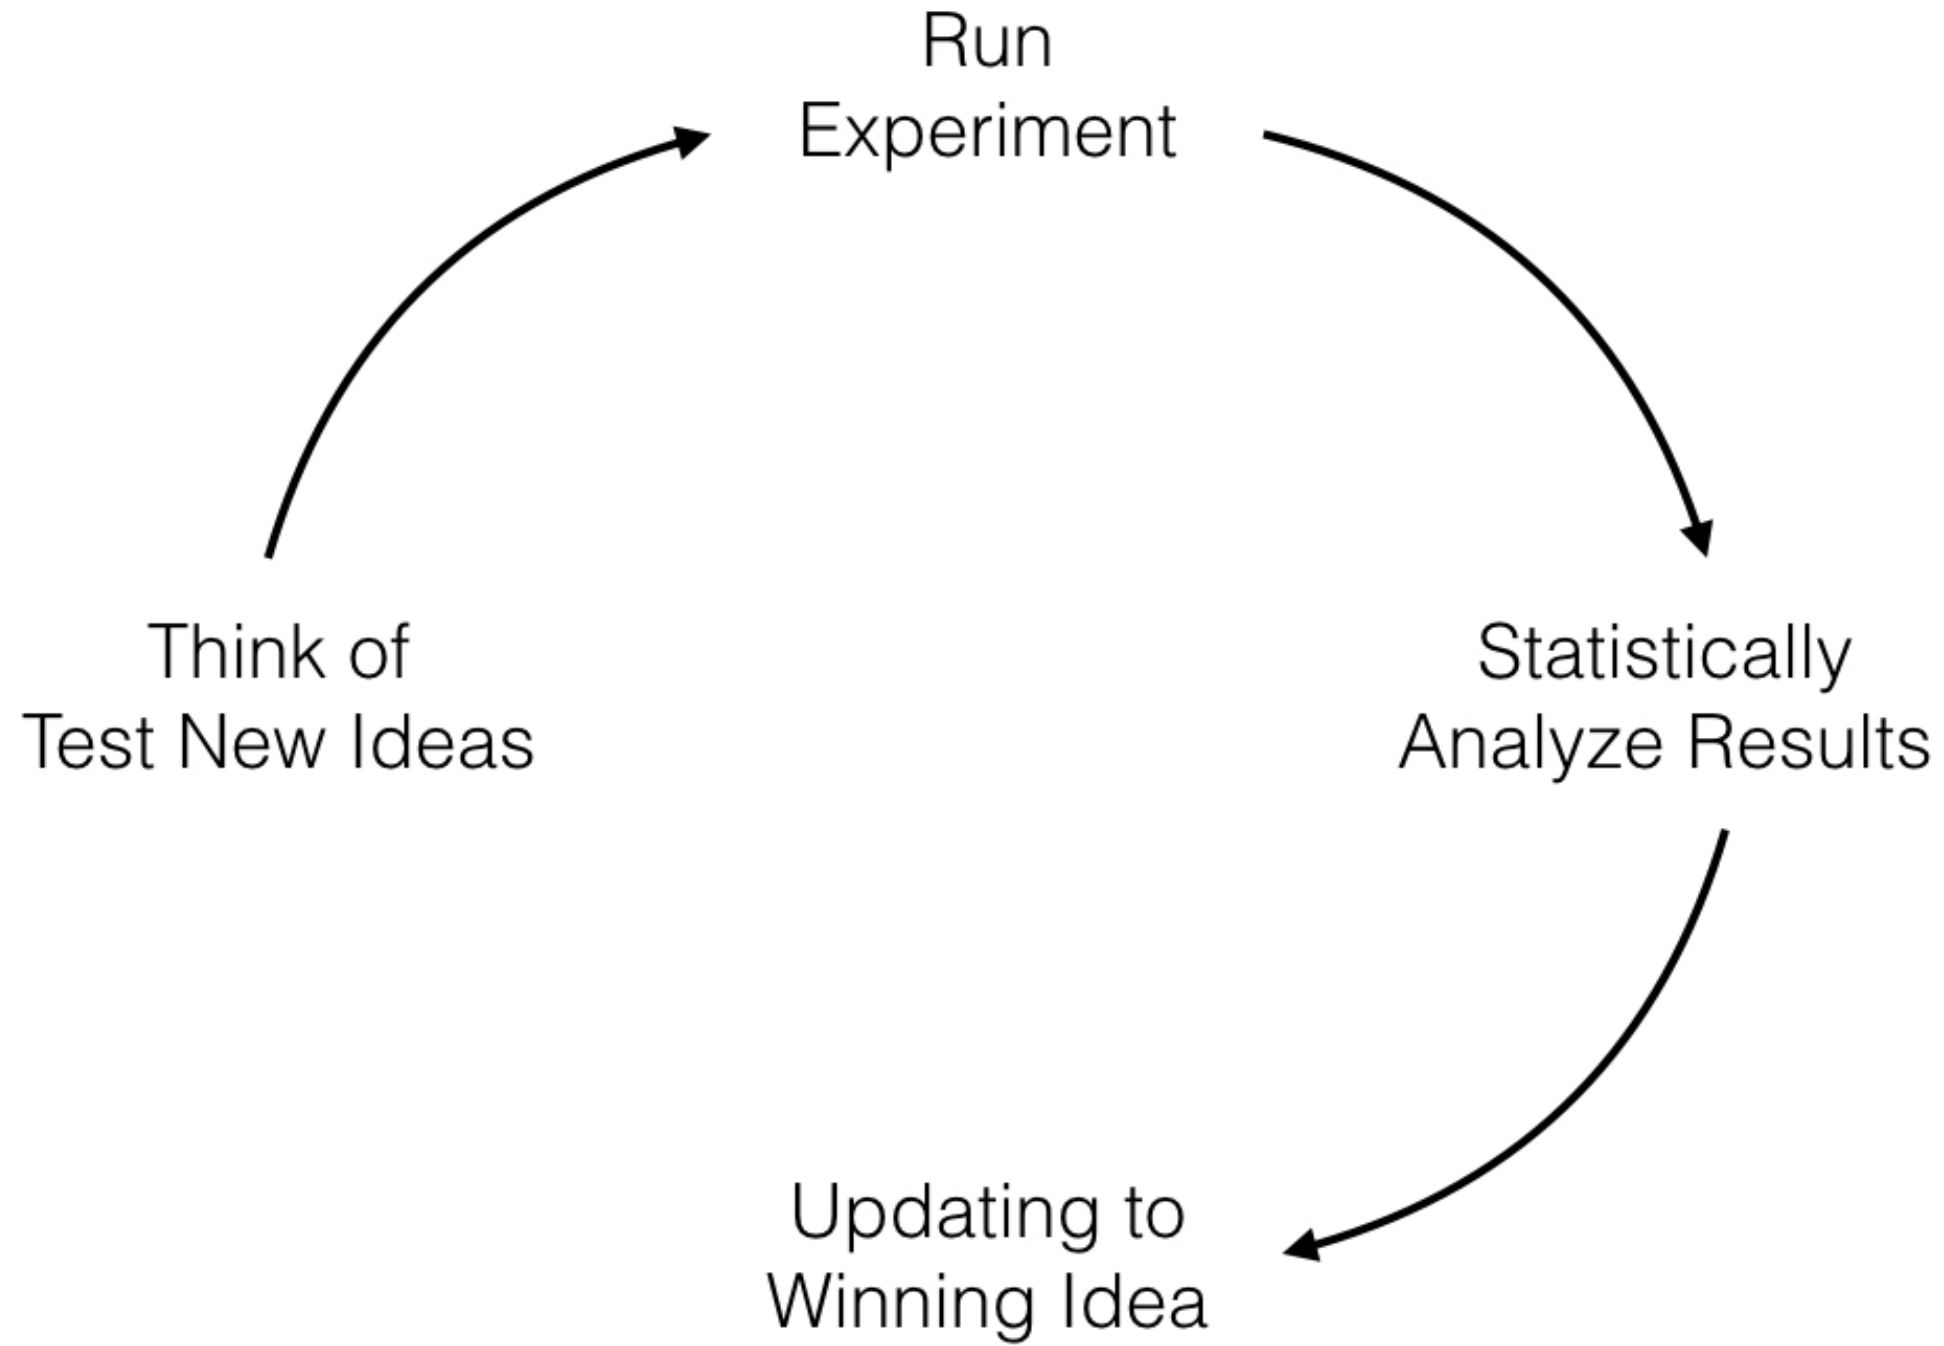 Run
Experiment
Think of
Test New Ideas
Statistically
Analyze Results
Updating to
Winning Idea